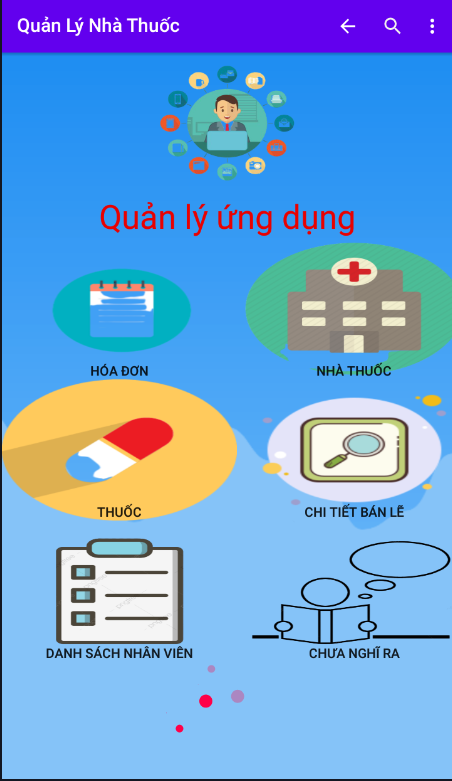 Quản Lý Nhà Thuốc
Quản lý ứng dụng
HÓA ĐƠN
NHÀ THUỐC
THUỐC
CHI TIẾT BÁN LẼ
DANH SÁCH NHÂN VIÊN
CHƯA NGHĨ RA